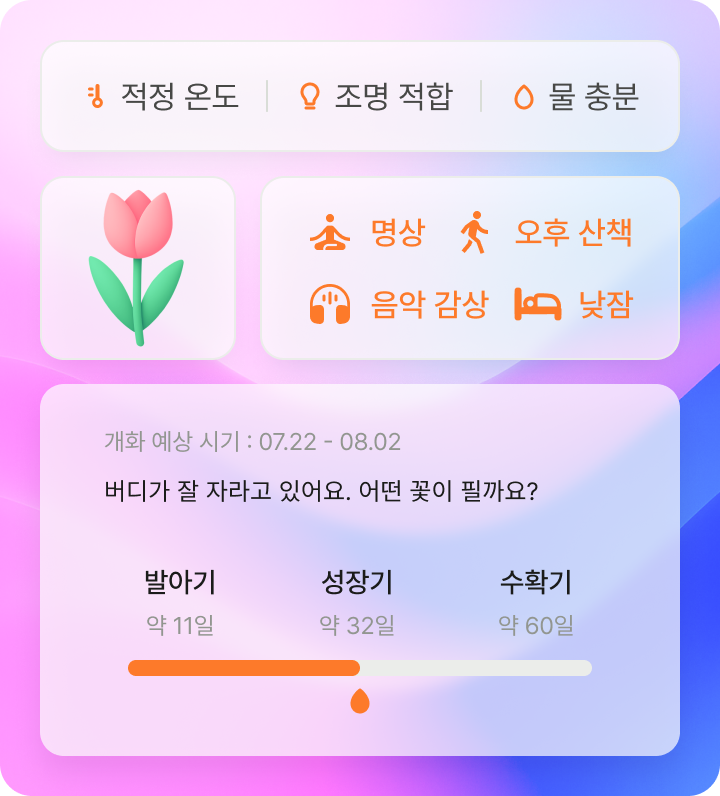 적정 온도 물 조명 적합 물 충분
명상 오후 산책
음악 감상 낮잠
개화 예상 시기 : 07.22 - 08.02
버디가 잘 자라고 있어요. 어떤 꽃이 필까요?
발아기 성장기 수확기
약 11일 약 32일 약 60일